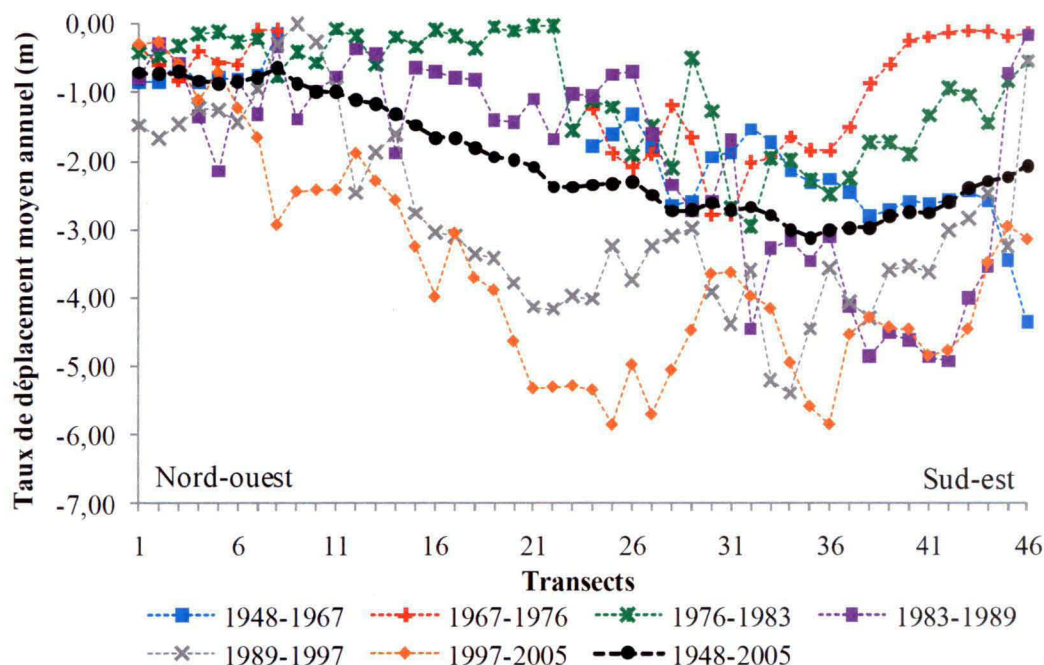 Taux de déplacement moyen annuel (m)
0,00
-1,00
-2,00
-3,00
-4,00
-5,00
-6,00
-7,00
Nord-ouest
Sud-est
1 6 11 16 21 26 31 36 41 46
Transects
1948-1967 1967-1976 1976-1983 1983-1989
1989-1997 1997-2005 1948-2005